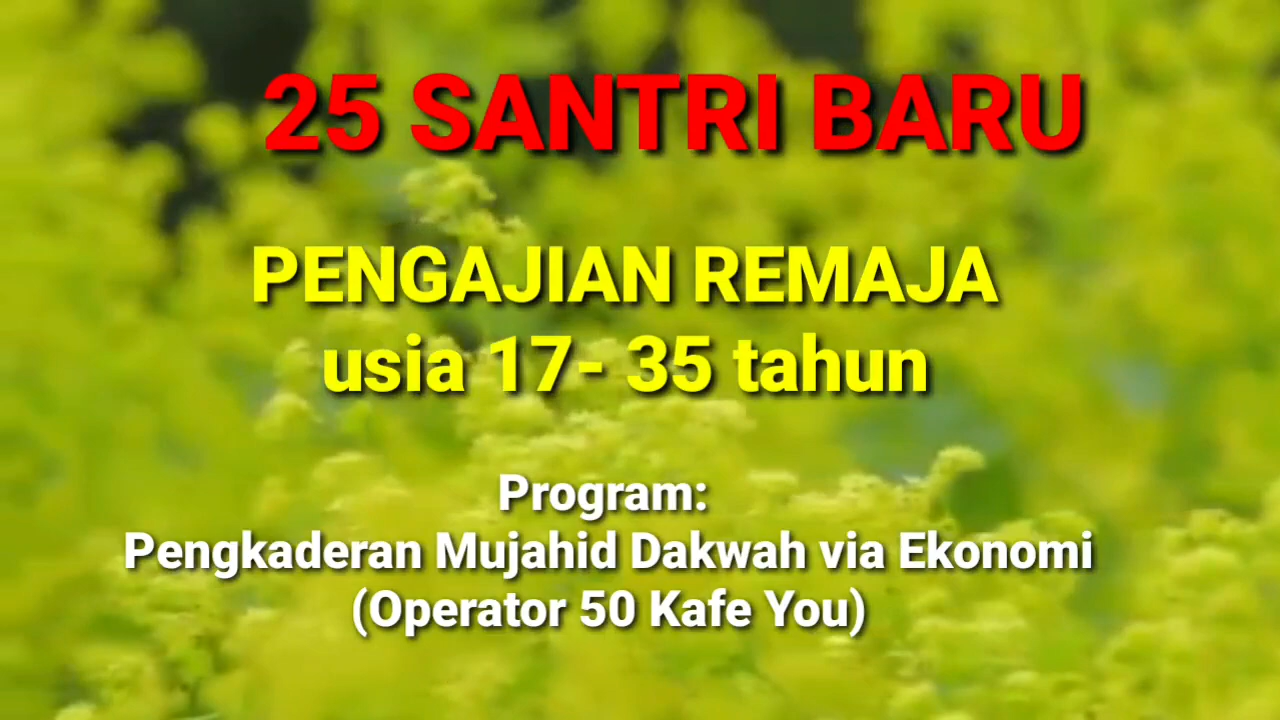 25 SANTRI BARU
PENGAJIAN REMAJA
usia 17- 35 tahun
Program:
Pengkaderan Mujahid Dakwah via Ekonomi
(Operator 50 Kafe You)